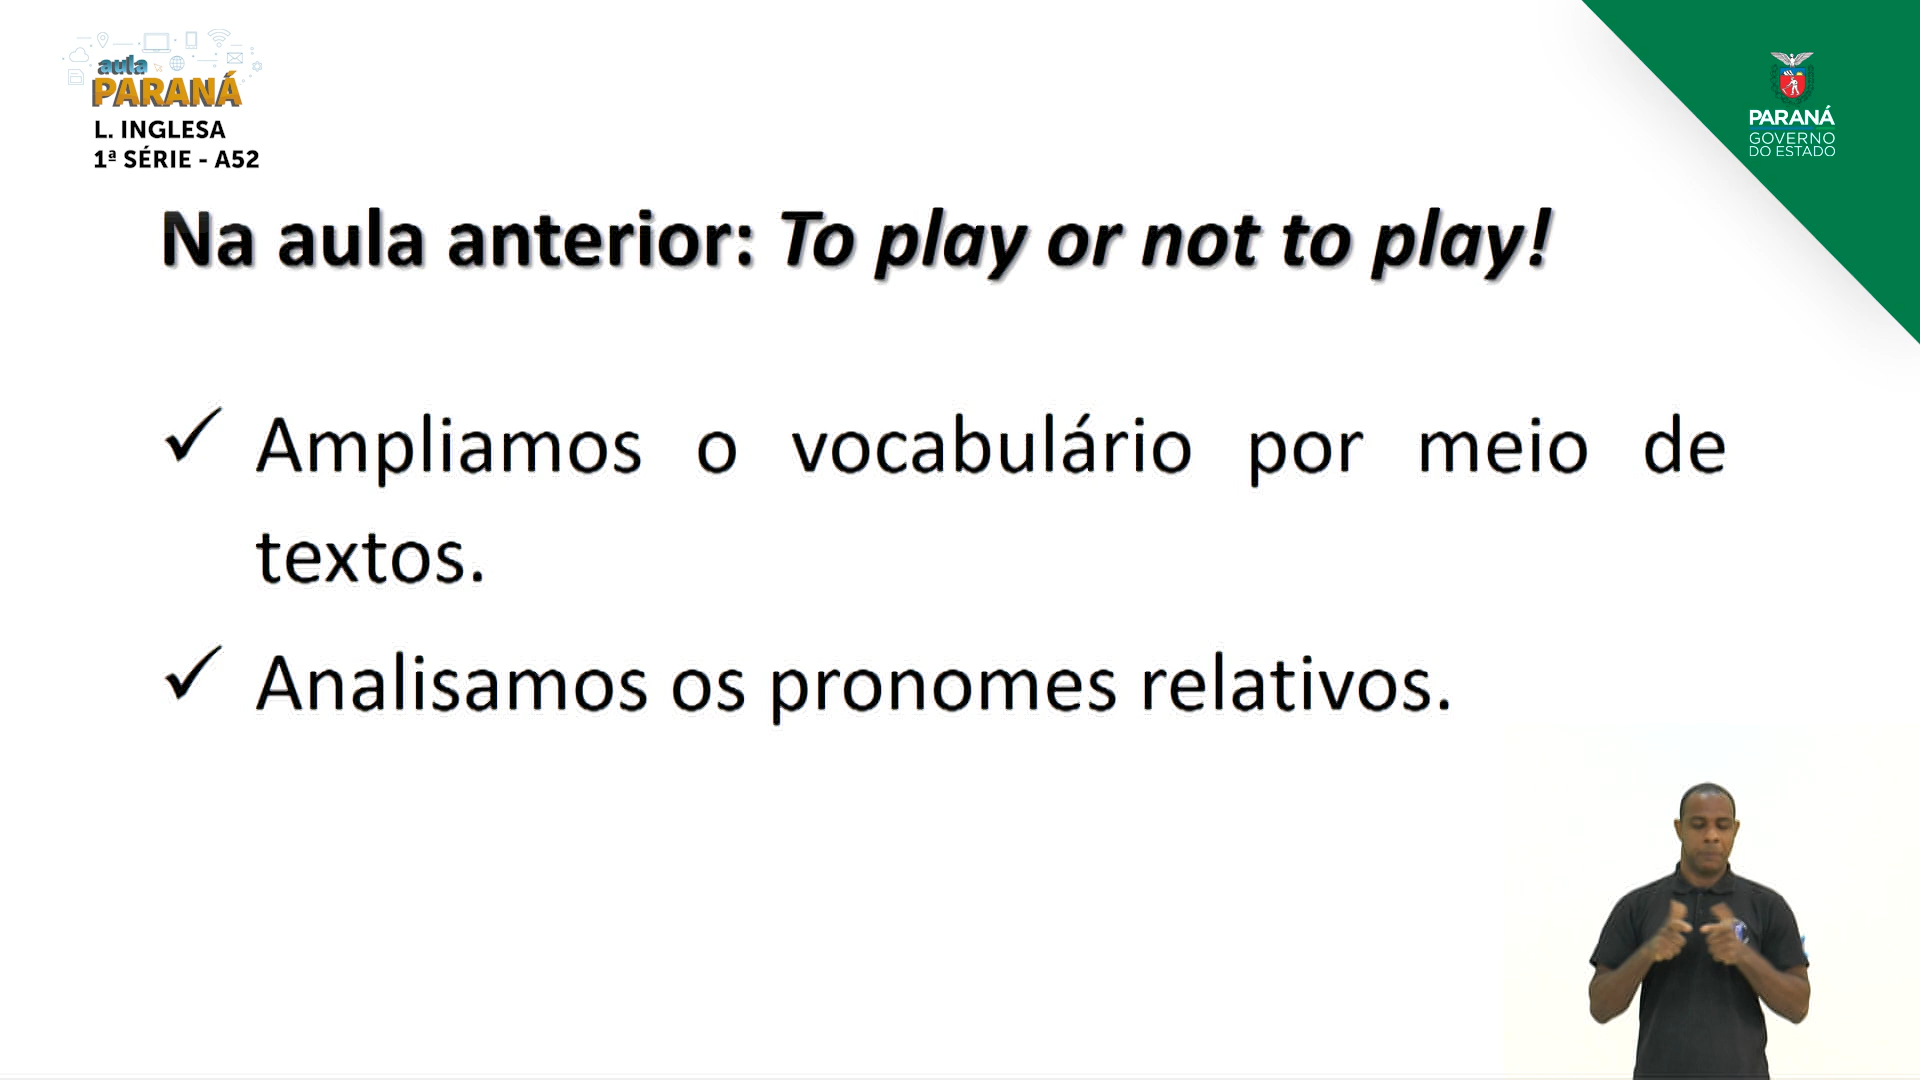 aula
PARANÁ
L. INGLESA
1ª SÉRIE - A52
PARANÁ
GOVERNO
DO ESTADO
Na aula anterior: To play or not to play!
✓ Ampliamos o vocabulário por meio de
textos.
✓ Analisamos os pronomes relativos.